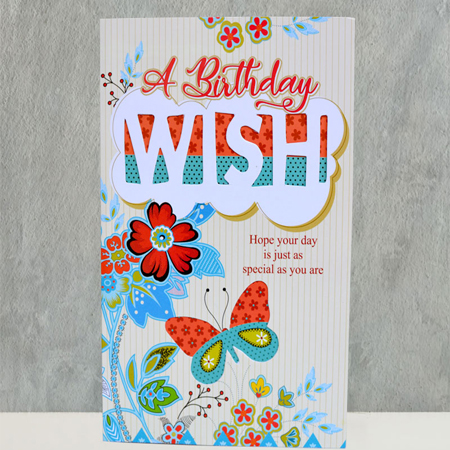 A Birthday
WISH
Hope your day
is just as
special as you are